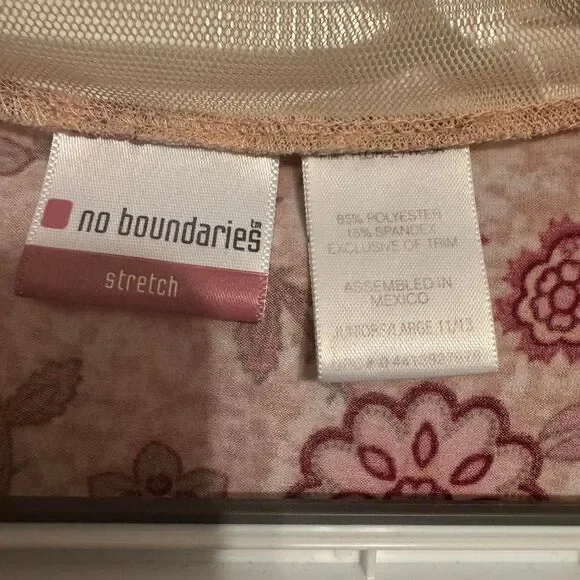 no boundaries
stretch
85% POLYESTER
15% SPANDEX
EXCLUSIVE OF TRIM
ASSEMBLED IN
MEXICO
JUNIORS/LARGE 11/13